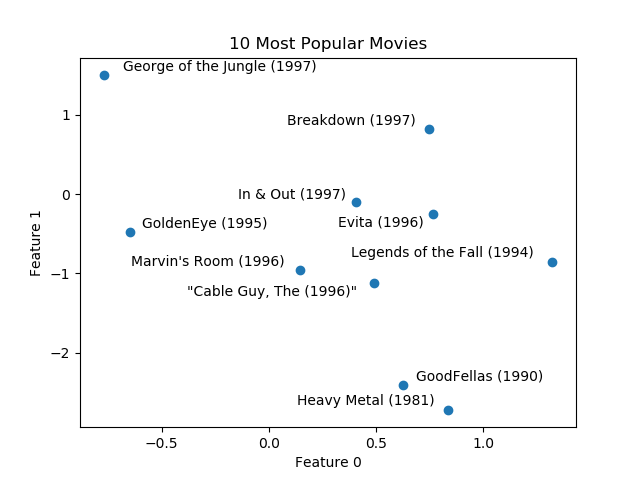 10 Most Popular Movies
George of the Jungle (1997)
Breakdown (1997)
In & Out (1997)
Evita (1996)
GoldenEye (1995)
Legends of the Fall (1994)
Marvin's Room (1996)
"Cable Guy, The (1996)"
GoodFellas (1990)
Heavy Metal (1981)
Feature 1
1
0
−1
−2
−0.5
0.0
0.5
1.0
Feature 0